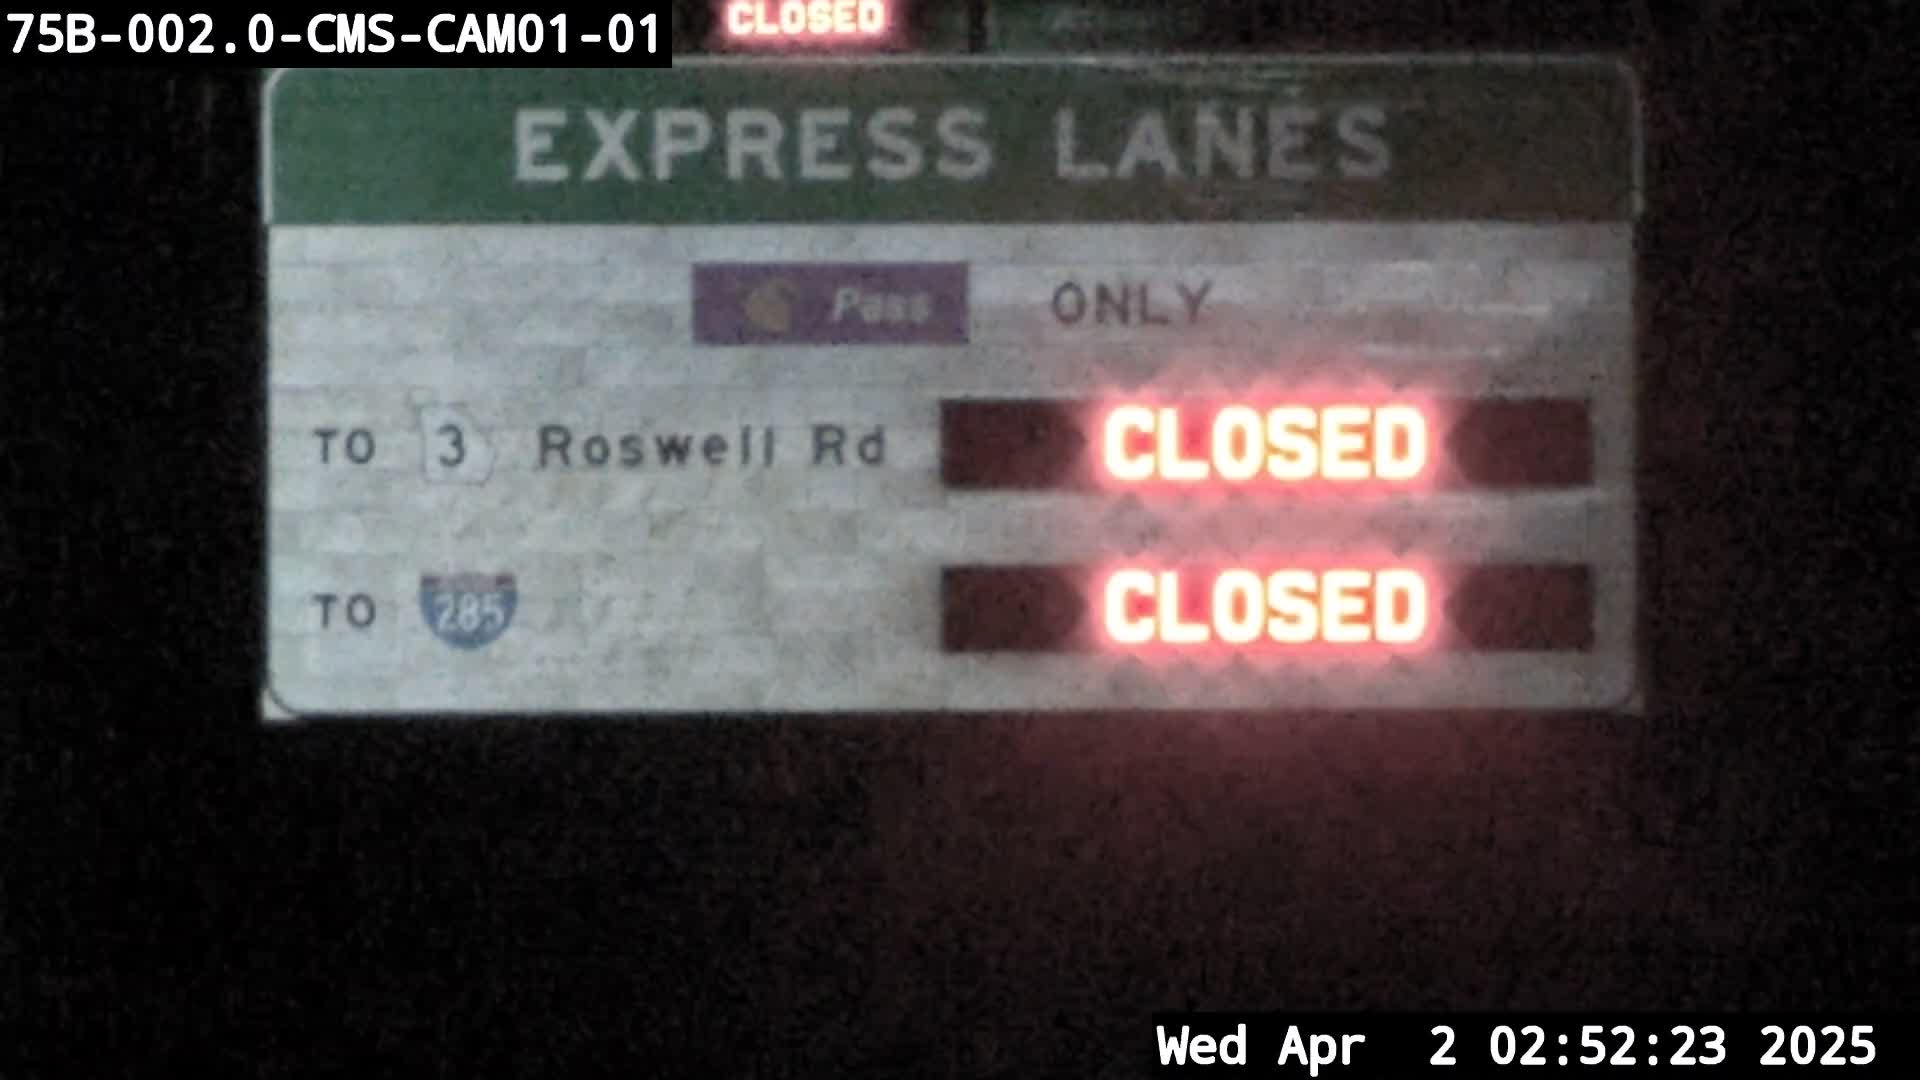 75B-002.0-CMS-CAM01-01
CLOSED
EXPRESS LANES
Pass ONLY
TO 3 Roswell Rd CLOSED
TO 285 CLOSED
Wed Apr 2 02:52:23 2025